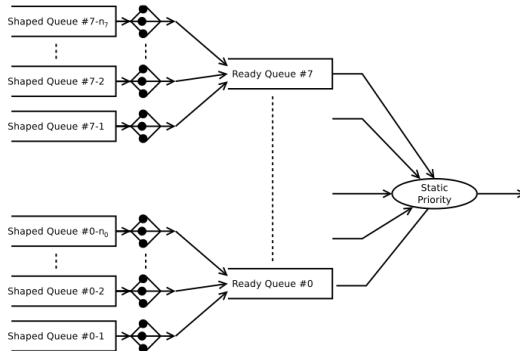 Shaped Queue #7-n7
Shaped Queue #7-2
Ready Queue #7
Shaped Queue #7-1
Static
Priority
Shaped Queue #0-n0
Shaped Queue #0-2
Ready Queue #0
Shaped Queue #0-1